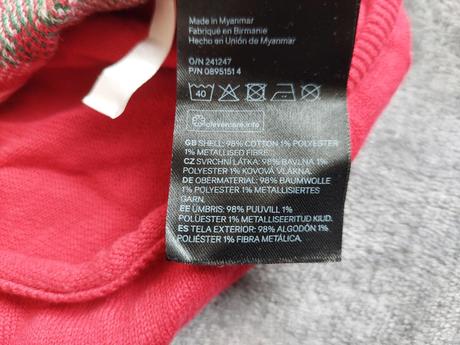 Made in Myanmar
Fabriqué en Birmanie
Hecho en Unión de Myanmar
O/N 241247
P/N 0895151 4
40
clevercare.info
GB SHELL: 98% COTTON 1% POLYESTER
1% METALLISED FIBRE
CZ SVRCHNÍ LÁTKA: 98% BAVLNA 1%
POLYESTER 1% KOVOVÁ VLÁKNA
DE OBERMATERIAL: 98% BAUMWOLLE
1% POLYESTER 1% METALLISIERTES
GARN.
EE ÜMBRIS: 98% PUUVILL 1%
POLÜESTER 1% METALLISEERITUD KIUD.
ES TELA EXTERIOR: 98% ALGODÓN 1%
POLIÉSTER 1% FIBRA METÁLICA.